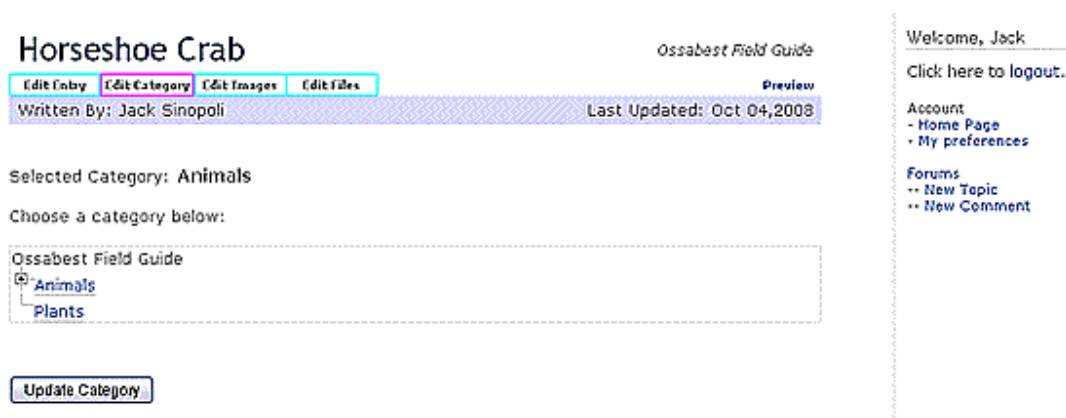 Horseshoe Crab
Ossabest Field Guide
Edit Entry Edit Category Edit Images Edit Files
Preview
Written By: Jack Sinopoli
Last Updated: Oct 04,2008
Selected Category: Animals
Choose a category below:
Ossabest Field Guide
Animals
Plants
Update Category
Welcome, Jack
Click here to logout.
Account
- Home Page
- My preferences
Forums
-- New Topic
-- New Comment